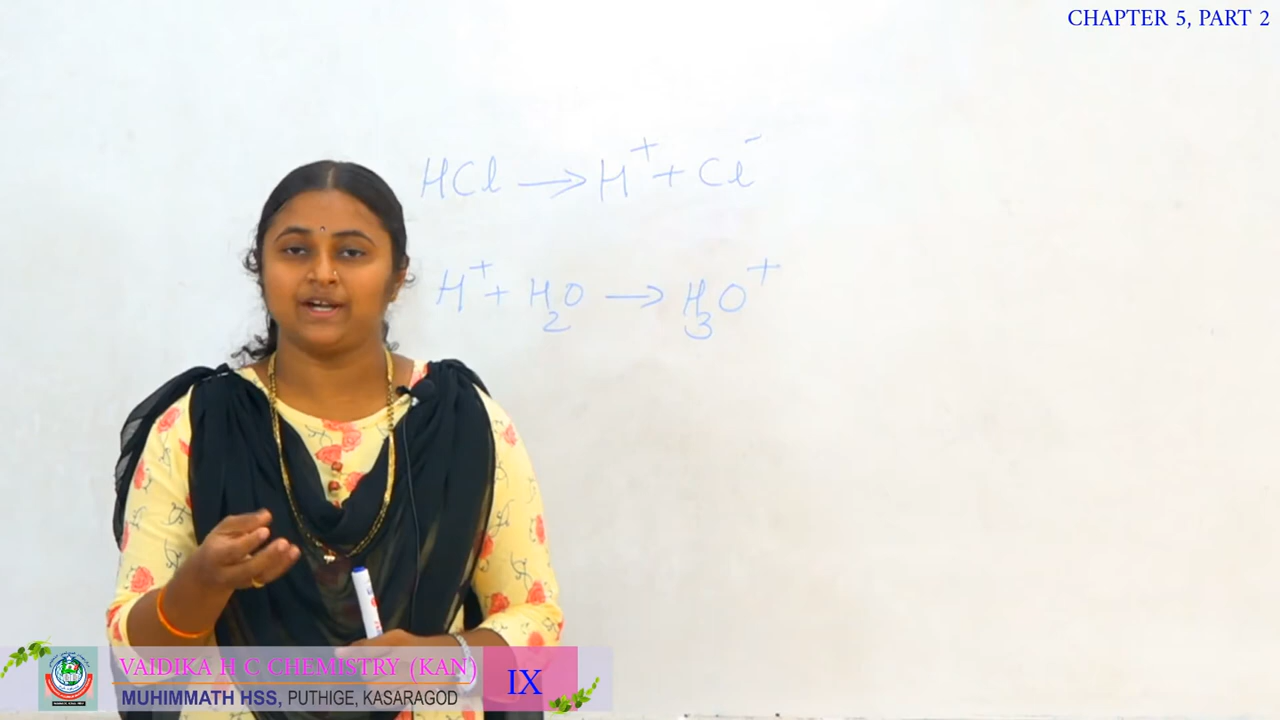 CHAPTER 5, PART 2
HCl → H⁺ + Cl⁻
H⁺ + H₂O → H₃O⁺
VAIDIKA H C CHEMISTRY (KAN)
MUHIMMATH HSS, PUTHIGE, KASARAGOD
IX